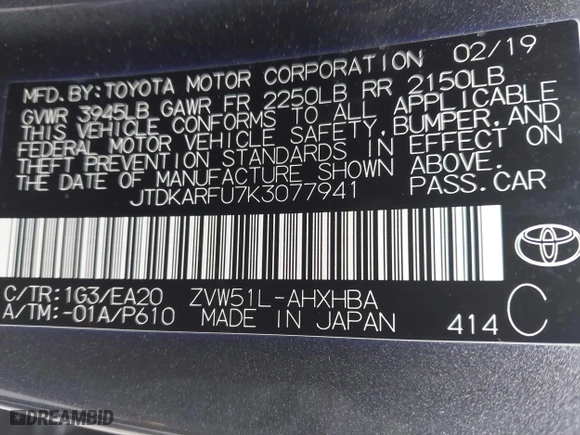 MFD.BY:TOYOTA MOTOR CORPORATION 02/19
GVWR 3945LB GAWR FR 2250LB RR 2150LB
THIS VEHICLE CONFORMS TO ALL APPLICABLE
FEDERAL MOTOR VEHICLE SAFETY,BUMPER,AND
THEFT PREVENTION STANDARDS IN EFFECT ON
THE DATE OF MANUFACTURE SHOWN ABOVE.
JTDKARFU7K3077941 PASS.CAR
C/TR:1G3/EA20 ZVW51L-AHXHBA
A/TM:-01A/P610 MADE IN JAPAN 414 C
DREAMBID